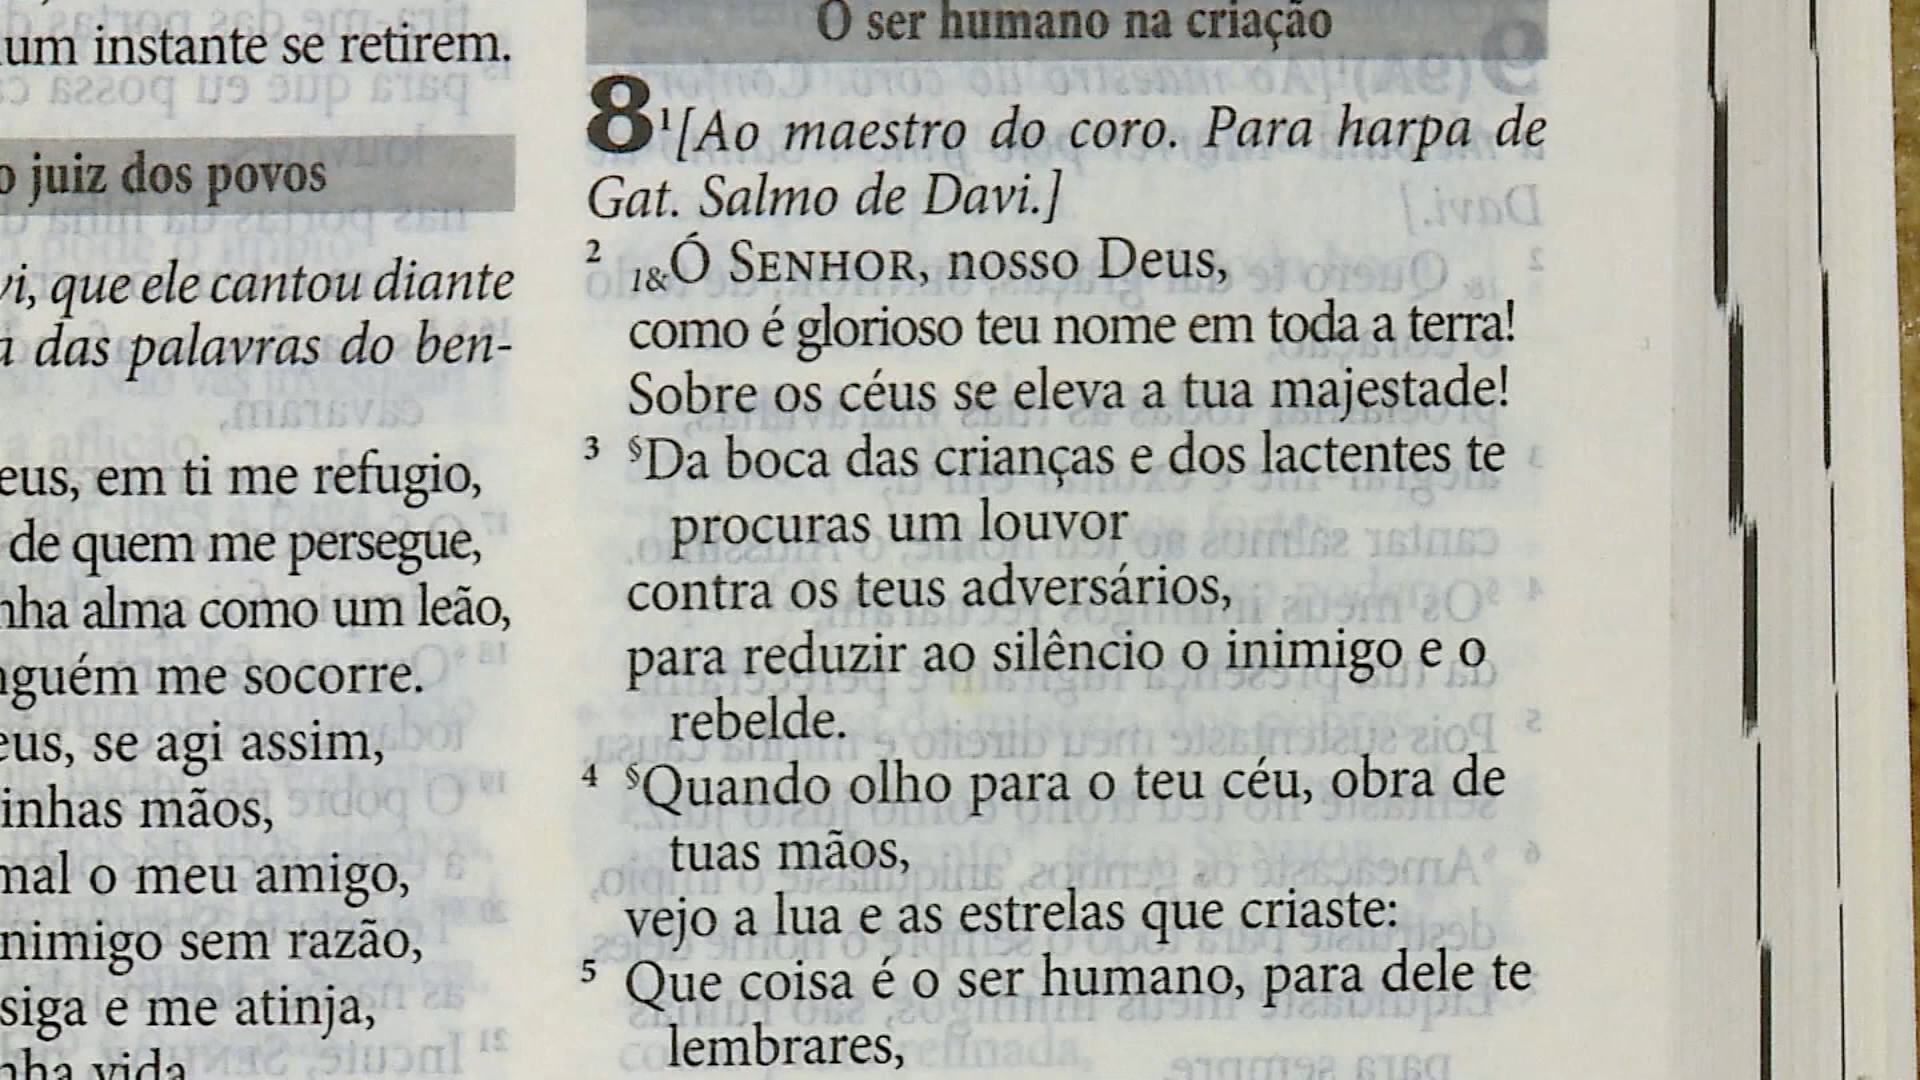 um instante se retirem.
o juiz dos povos
vi, que ele cantou diante
a das palavras do ben-
eus, em ti me refugio,
de quem me persegue,
nha alma como um leão,
nguém me socorre.
eus, se agi assim,
inhas mãos,
mal o meu amigo,
nimigo sem razão,
siga e me atinja,
nha vida
O ser humano na criação
8 ¹[Ao maestro do coro. Para harpa de
Gat. Salmo de Davi.]
² 1&Ó SENHOR, nosso Deus,
como é glorioso teu nome em toda a terra!
Sobre os céus se eleva a tua majestade!
³ §Da boca das crianças e dos lactentes te
procuras um louvor
contra os teus adversários,
para reduzir ao silêncio o inimigo e o
rebelde.
⁴ §Quando olho para o teu céu, obra de
tuas mãos,
vejo a lua e as estrelas que criaste:
⁵ Que coisa é o ser humano, para dele te
lembrares,